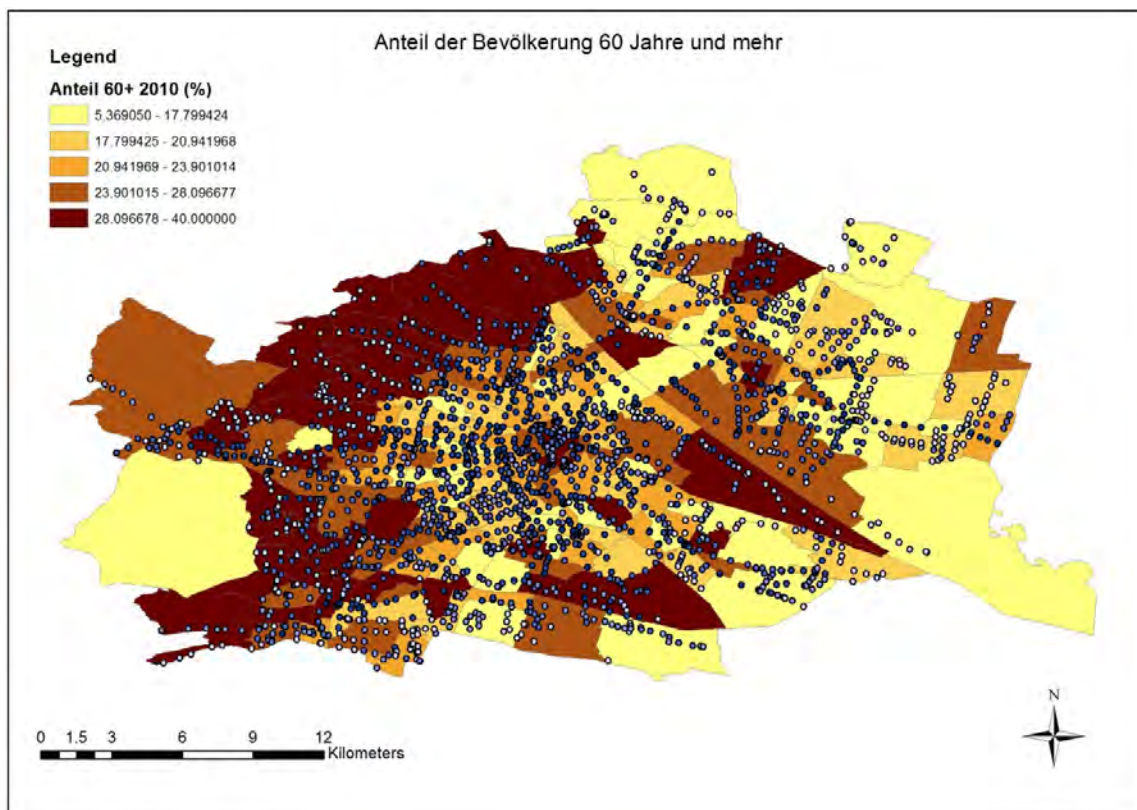 Anteil der Bevölkerung 60 Jahre und mehr
Legend
Anteil 60+ 2010 (%)
5.369050 - 17.799424
17.799425 - 20.941968
20.941969 - 23.901014
23.901015 - 28.096677
28.096678 - 40.000000
N
0 1.5 3 6 9 12
Kilometers